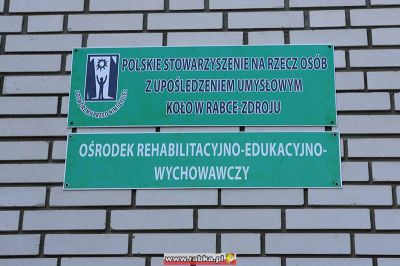 POLSKIE STOWARZYSZENIE NA RZECZ OSÓB
Z UPOŚLEDZENIEM UMYSŁOWYM
KOŁO W RABCE-ZDROJU
OŚRODEK REHABILITACYJNO-EDUKACYJNO-
WYCHOWAWCZY
www.rabka.pl